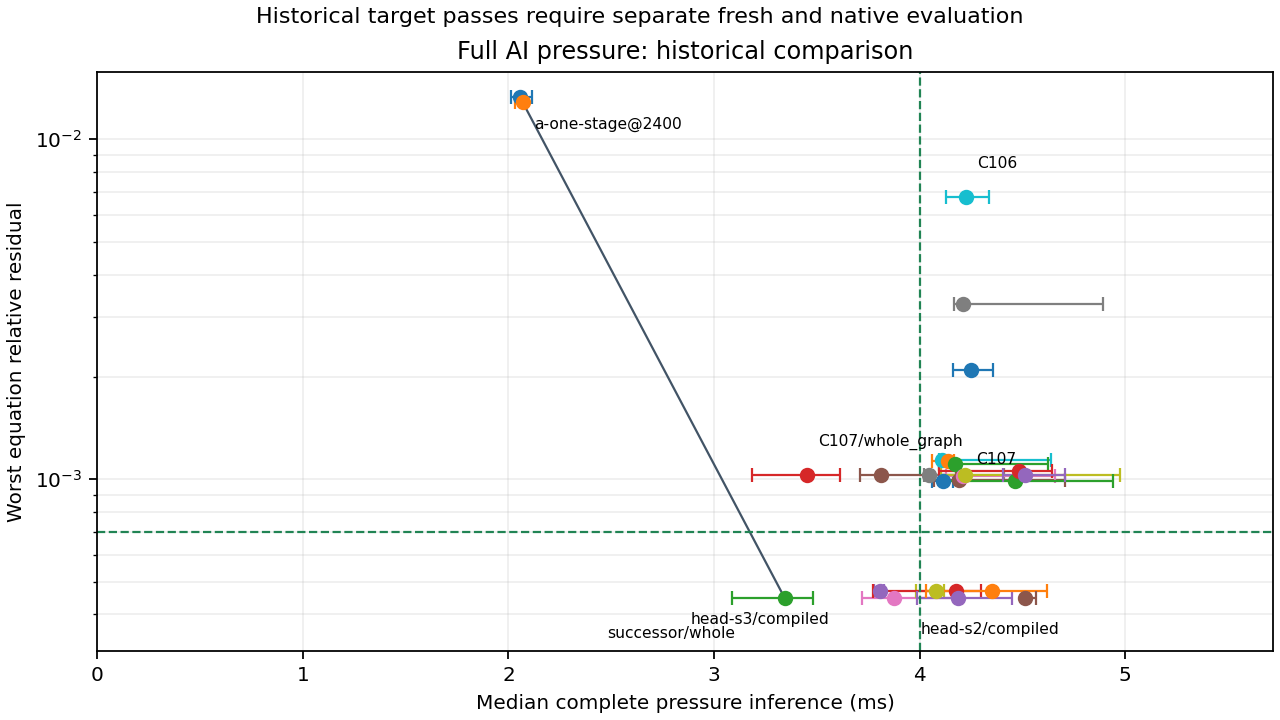 Historical target passes require separate fresh and native evaluation
Full AI pressure: historical comparison
Worst equation relative residual
10⁻²
10⁻³
a-one-stage@2400
C106
C107/whole_graph
C107
head-s3/compiled
successor/whole
head-s2/compiled
0 1 2 3 4 5
Median complete pressure inference (ms)